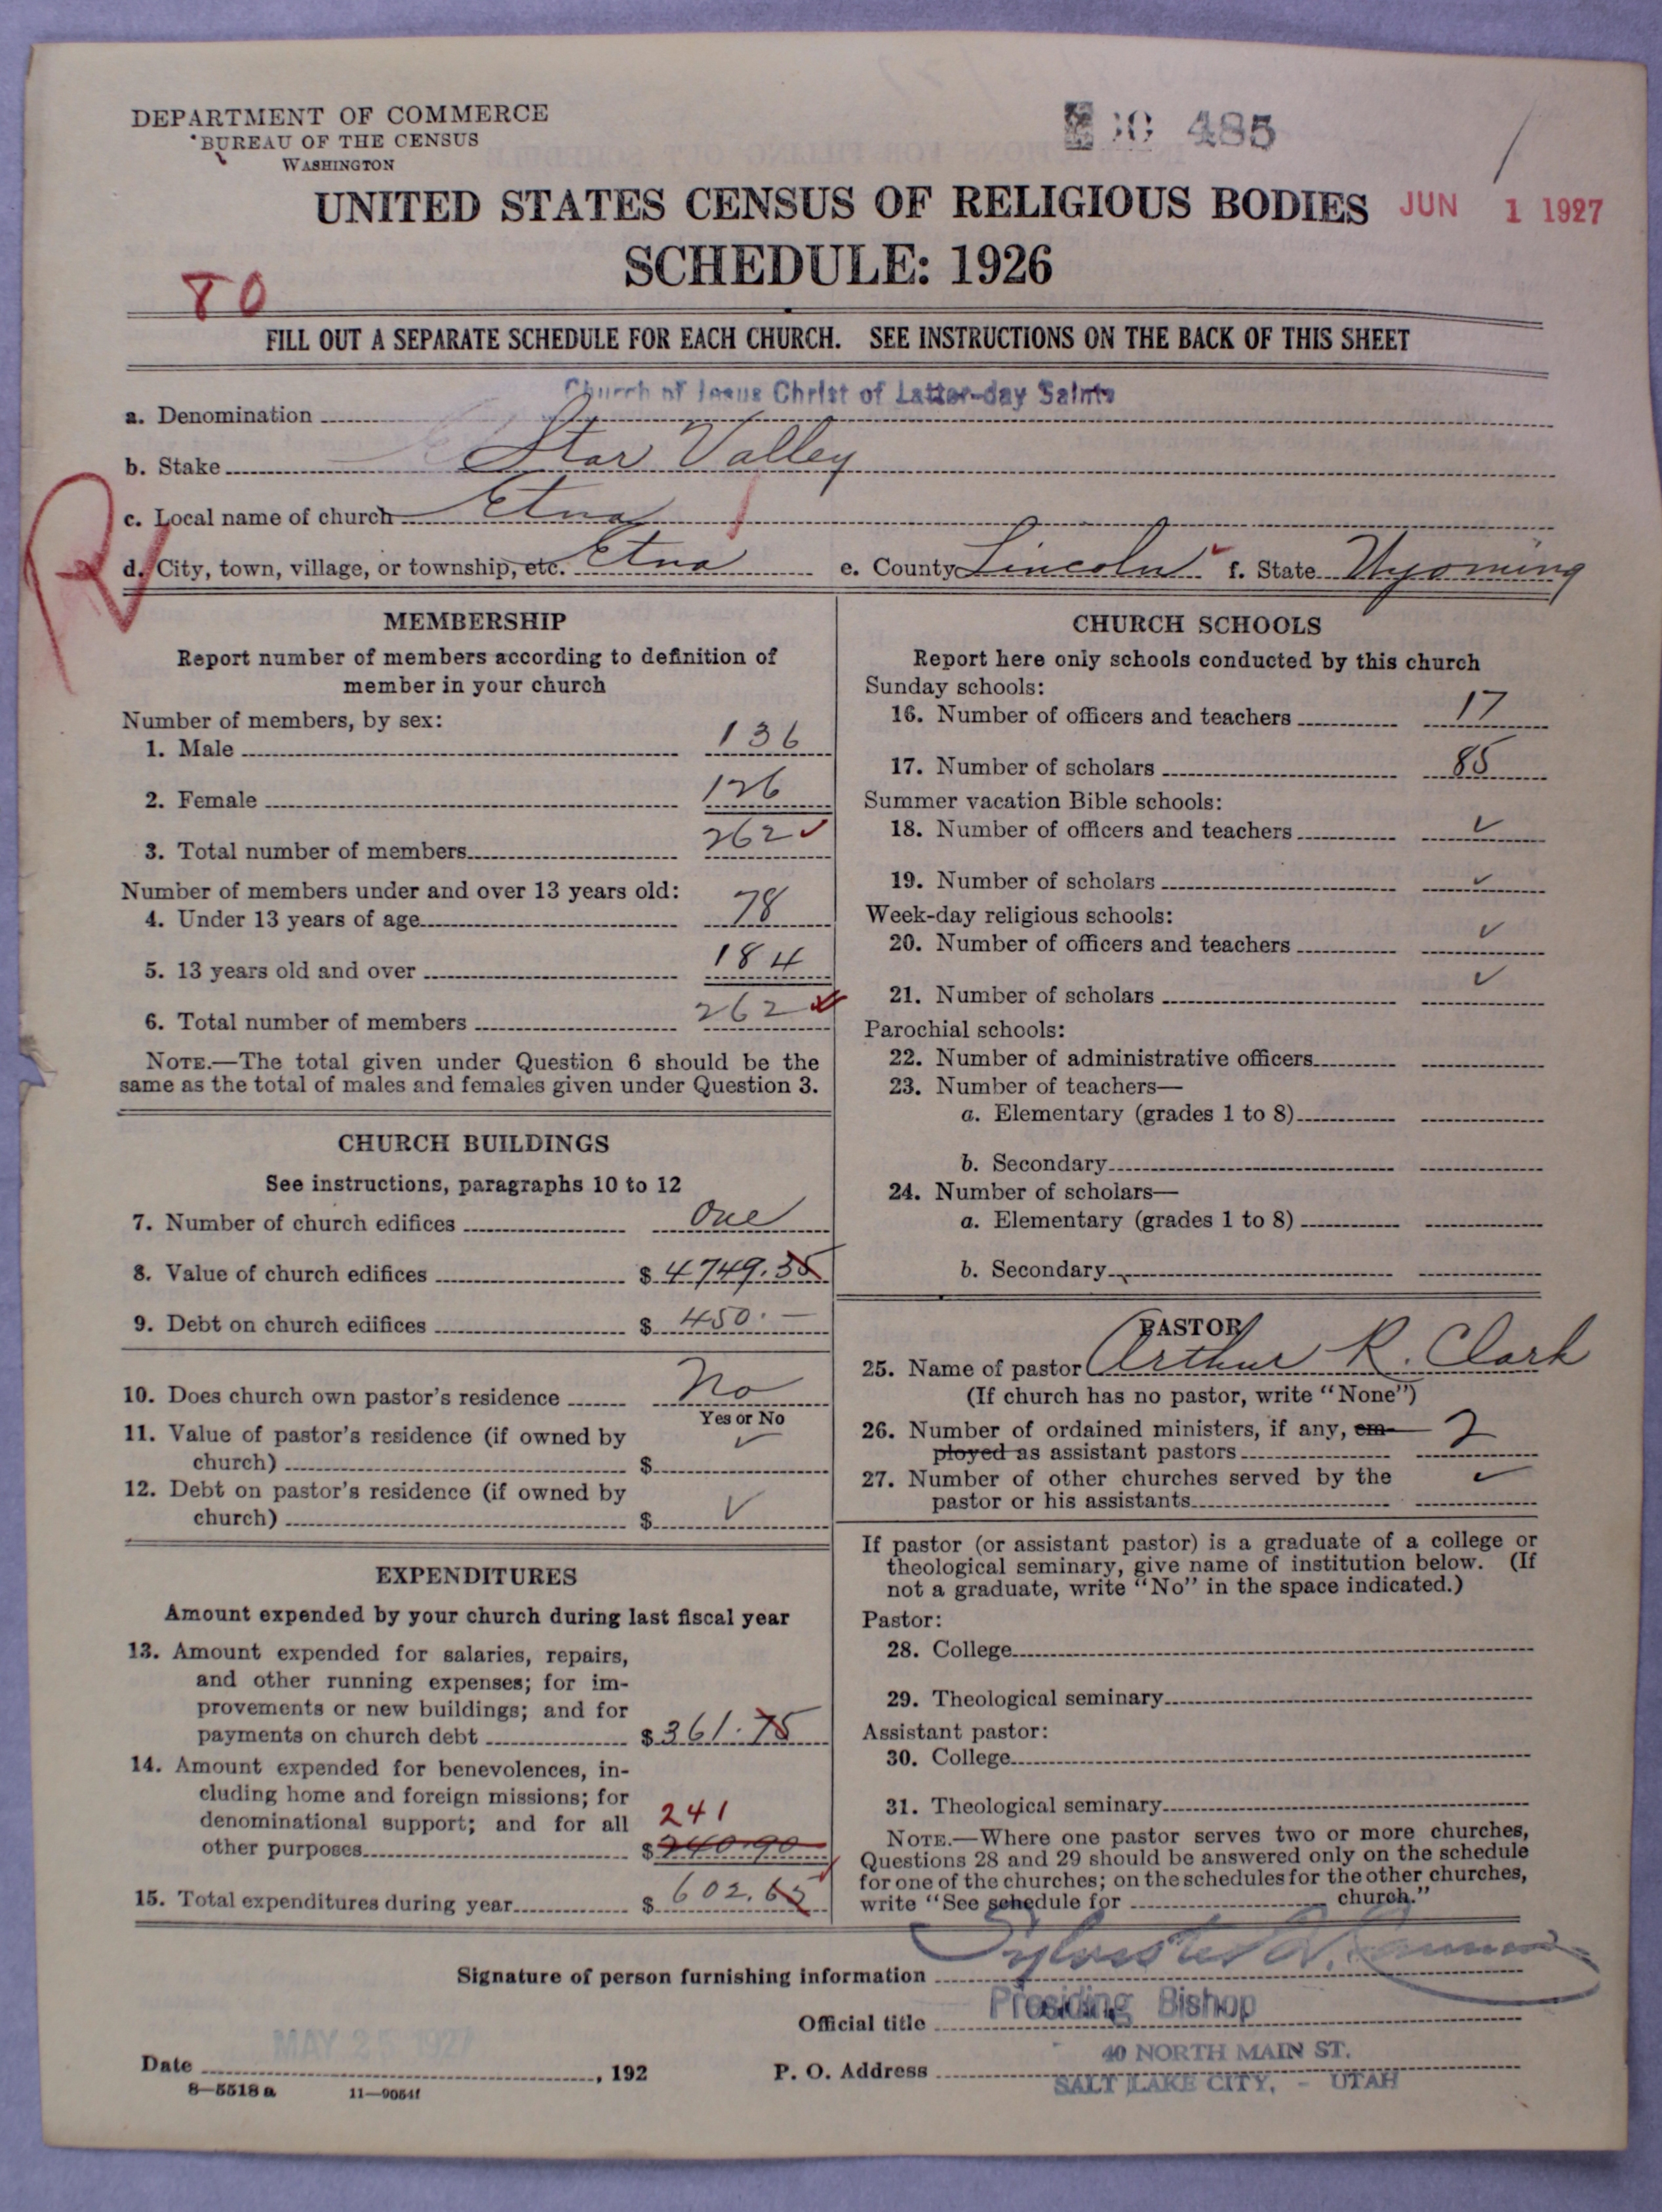 DEPARTMENT OF COMMERCE
BUREAU OF THE CENSUS
WASHINGTON
485
UNITED STATES CENSUS OF RELIGIOUS BODIES JUN 1 1927
SCHEDULE: 1926
80
FILL OUT A SEPARATE SCHEDULE FOR EACH CHURCH. SEE INSTRUCTIONS ON THE BACK OF THIS SHEET
Church of Jesus Christ of Latter-day Saints
a. Denomination
b. Stake Star Valley
c. Local name of church Etna
d. City, town, village, or township, etc. Etna e. County Lincoln f. State Wyoming
MEMBERSHIP
Report number of members according to definition of
member in your church
Number of members, by sex:
1. Male 136
2. Female 126
3. Total number of members 262 ✓
Number of members under and over 13 years old:
4. Under 13 years of age 78
5. 13 years old and over 184
6. Total number of members 262 ✓
NOTE.—The total given under Question 6 should be the
same as the total of males and females given under Question 3.
CHURCH BUILDINGS
See instructions, paragraphs 10 to 12
7. Number of church edifices One
8. Value of church edifices $ 4749.35
9. Debt on church edifices $ 450.—
10. Does church own pastor's residence No
Yes or No
11. Value of pastor's residence (if owned by
church) $ ✓
12. Debt on pastor's residence (if owned by
church) $ ✓
EXPENDITURES
Amount expended by your church during last fiscal year
13. Amount expended for salaries, repairs,
and other running expenses; for im-
provements or new buildings; and for
payments on church debt $ 361.75
14. Amount expended for benevolences, in-
cluding home and foreign missions; for
denominational support; and for all 241
other purposes $ 240.90
15. Total expenditures during year $ 602.65
CHURCH SCHOOLS
Report here only schools conducted by this church
Sunday schools:
16. Number of officers and teachers 17
17. Number of scholars 85
Summer vacation Bible schools:
18. Number of officers and teachers ✓
19. Number of scholars ✓
Week-day religious schools:
20. Number of officers and teachers ✓
21. Number of scholars ✓
Parochial schools:
22. Number of administrative officers
23. Number of teachers—
a. Elementary (grades 1 to 8)
b. Secondary
24. Number of scholars—
a. Elementary (grades 1 to 8)
b. Secondary
PASTOR
25. Name of pastor Arthur R. Clark
(If church has no pastor, write "None")
26. Number of ordained ministers, if any, em-
ployed as assistant pastors 2
27. Number of other churches served by the
pastor or his assistants ✓
If pastor (or assistant pastor) is a graduate of a college or
theological seminary, give name of institution below. (If
not a graduate, write "No" in the space indicated.)
Pastor:
28. College
29. Theological seminary
Assistant pastor:
30. College
31. Theological seminary
NOTE.—Where one pastor serves two or more churches,
Questions 28 and 29 should be answered only on the schedule
for one of the churches; on the schedules for the other churches,
write "See schedule for church."
Signature of person furnishing information Sylvester Q. Cannon
Official title Presiding Bishop
MAY 25 1927
Date , 192
P. O. Address 40 NORTH MAIN ST.
SALT LAKE CITY, - UTAH
8—5518a 11—9054f